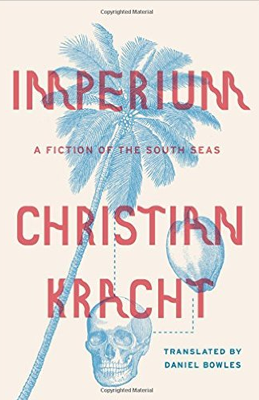 IMPERIUM
A FICTION OF THE SOUTH SEAS
CHRISTIAN
KRACHT
TRANSLATED BY
DANIEL BOWLES